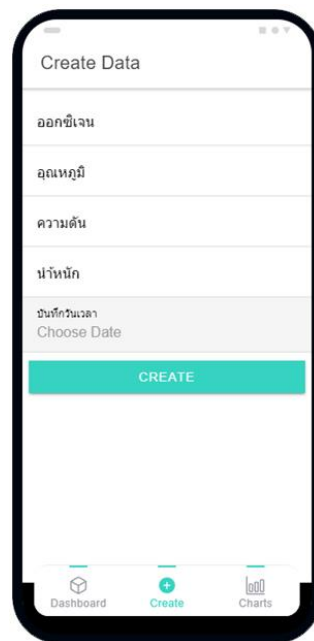 Create Data
ออกซิเจน
อุณหภูมิ
ความดัน
น้ำหนัก
บันทึกวันเวลา
Choose Date
CREATE
Dashboard
Create
Charts